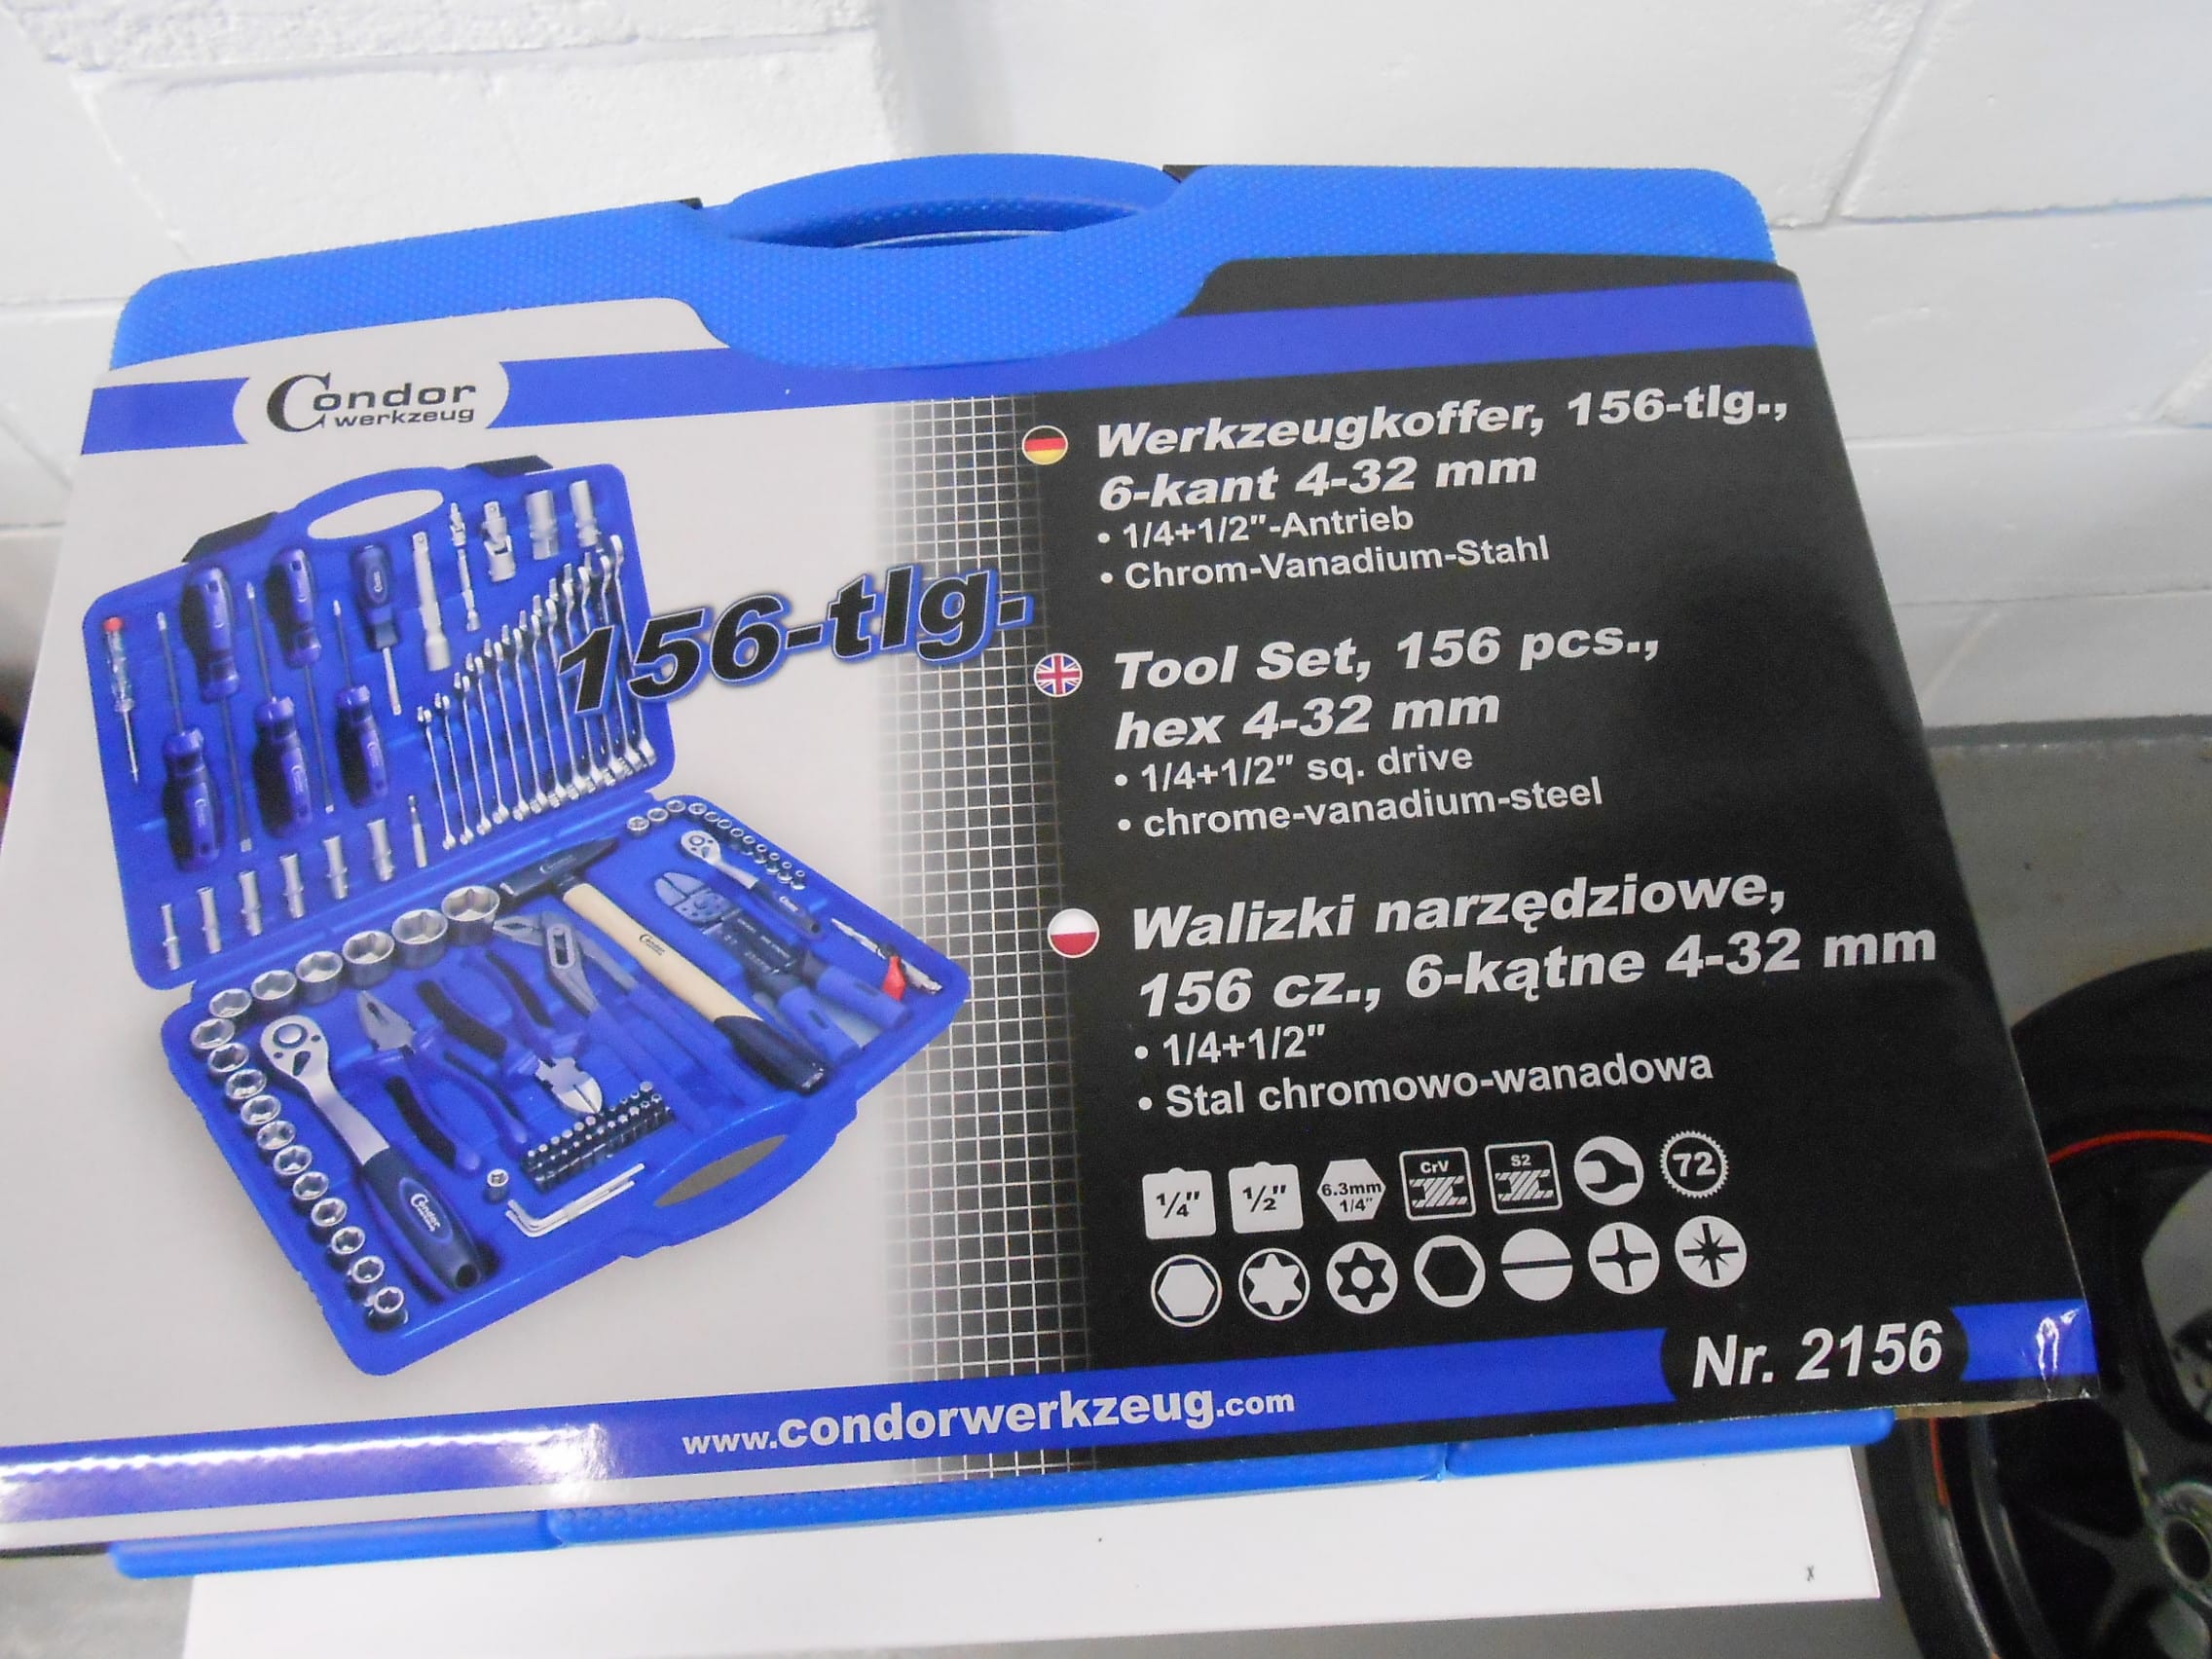 Condor
werkzeug
156-tlg.
Werkzeugkoffer, 156-tlg.,
6-kant 4-32 mm
• 1/4+1/2"-Antrieb
• Chrom-Vanadium-Stahl
Tool Set, 156 pcs.,
hex 4-32 mm
• 1/4+1/2" sq. drive
• chrome-vanadium-steel
Walizki narzędziowe,
156 cz., 6-kątne 4-32 mm
• 1/4+1/2"
• Stal chromowo-wanadowa
1/4" 1/2" 6.3mm 1/4" CrV S2 72
Nr. 2156
www.condorwerkzeug.com